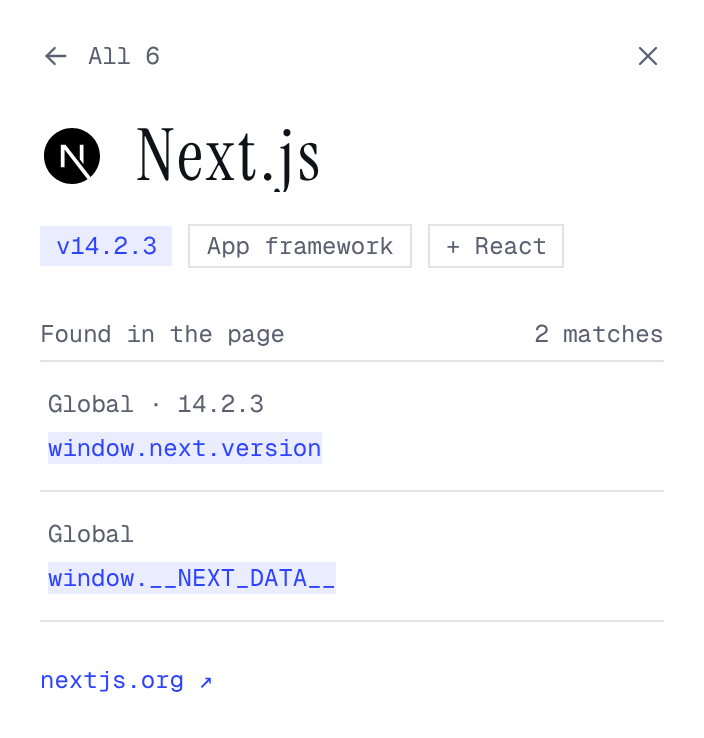 ← All 6 ×
N Next.js
v14.2.3 App framework + React
Found in the page 2 matches
Global · 14.2.3
window.next.version
Global
window.__NEXT_DATA__
nextjs.org ↗